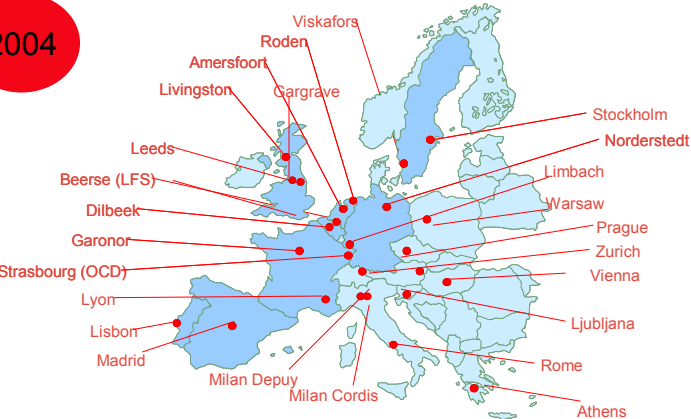 2004
Viskafors
Roden
Amersfoort
Livingston
Gargrave
Leeds
Beerse (LFS)
Dilbeek
Garonor
Strasbourg (OCD)
Lyon
Lisbon
Madrid
Milan Depuy
Milan Cordis
Stockholm
Norderstedt
Limbach
Warsaw
Prague
Zurich
Vienna
Ljubljana
Rome
Athens